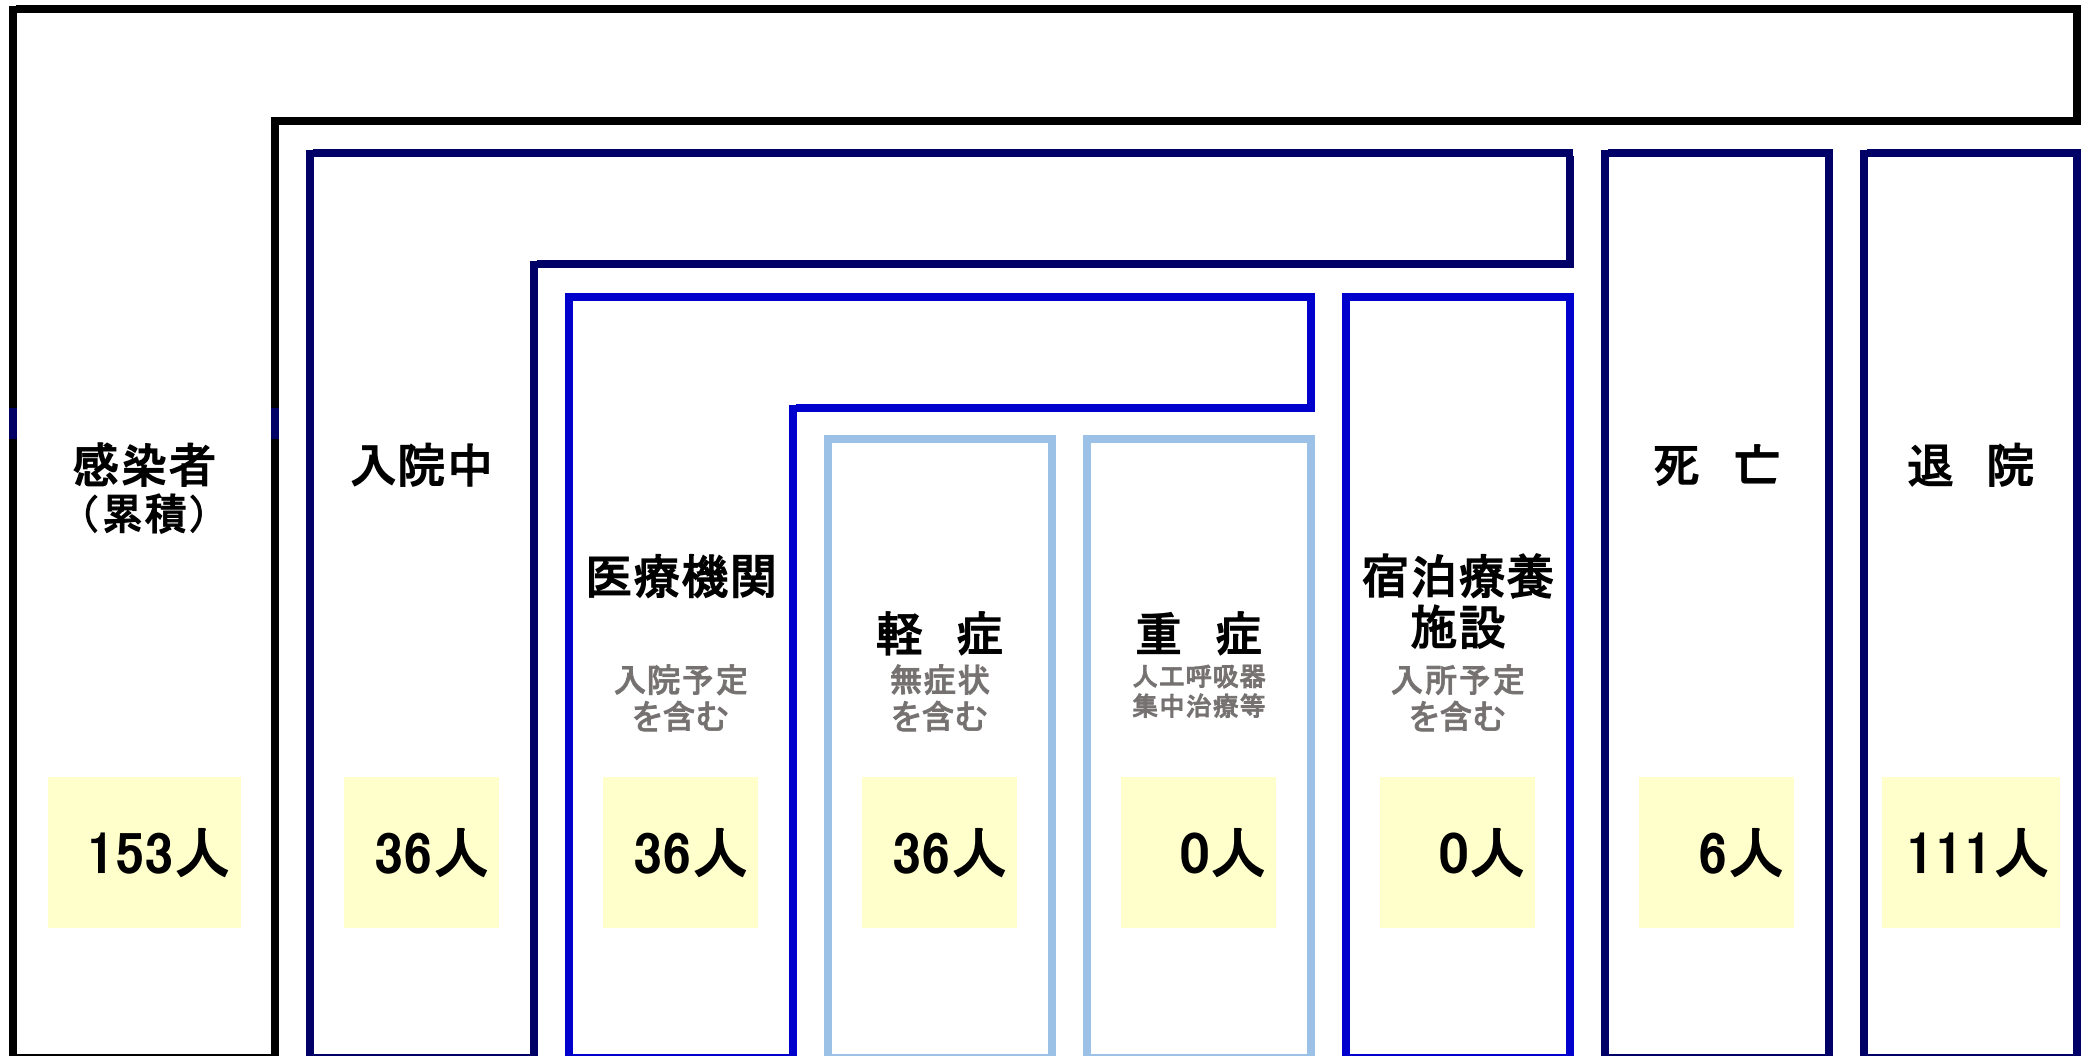 感染者
（累積）
153人
入院中
36人
医療機関
入院予定
を含む
36人
軽　症
無症状
を含む
36人
重　症
人工呼吸器
集中治療等
0人
宿泊療養
施設
入所予定
を含む
0人
死　亡
6人
退　院
111人